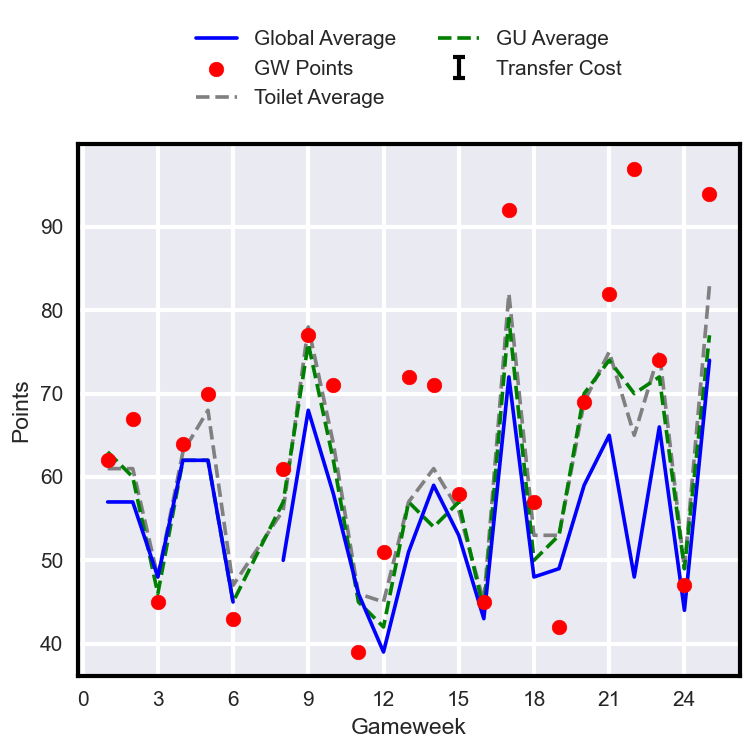 Global Average GU Average
GW Points Transfer Cost
Toilet Average
90
80
70
60
50
40
Points
0 3 6 9 12 15 18 21 24
Gameweek